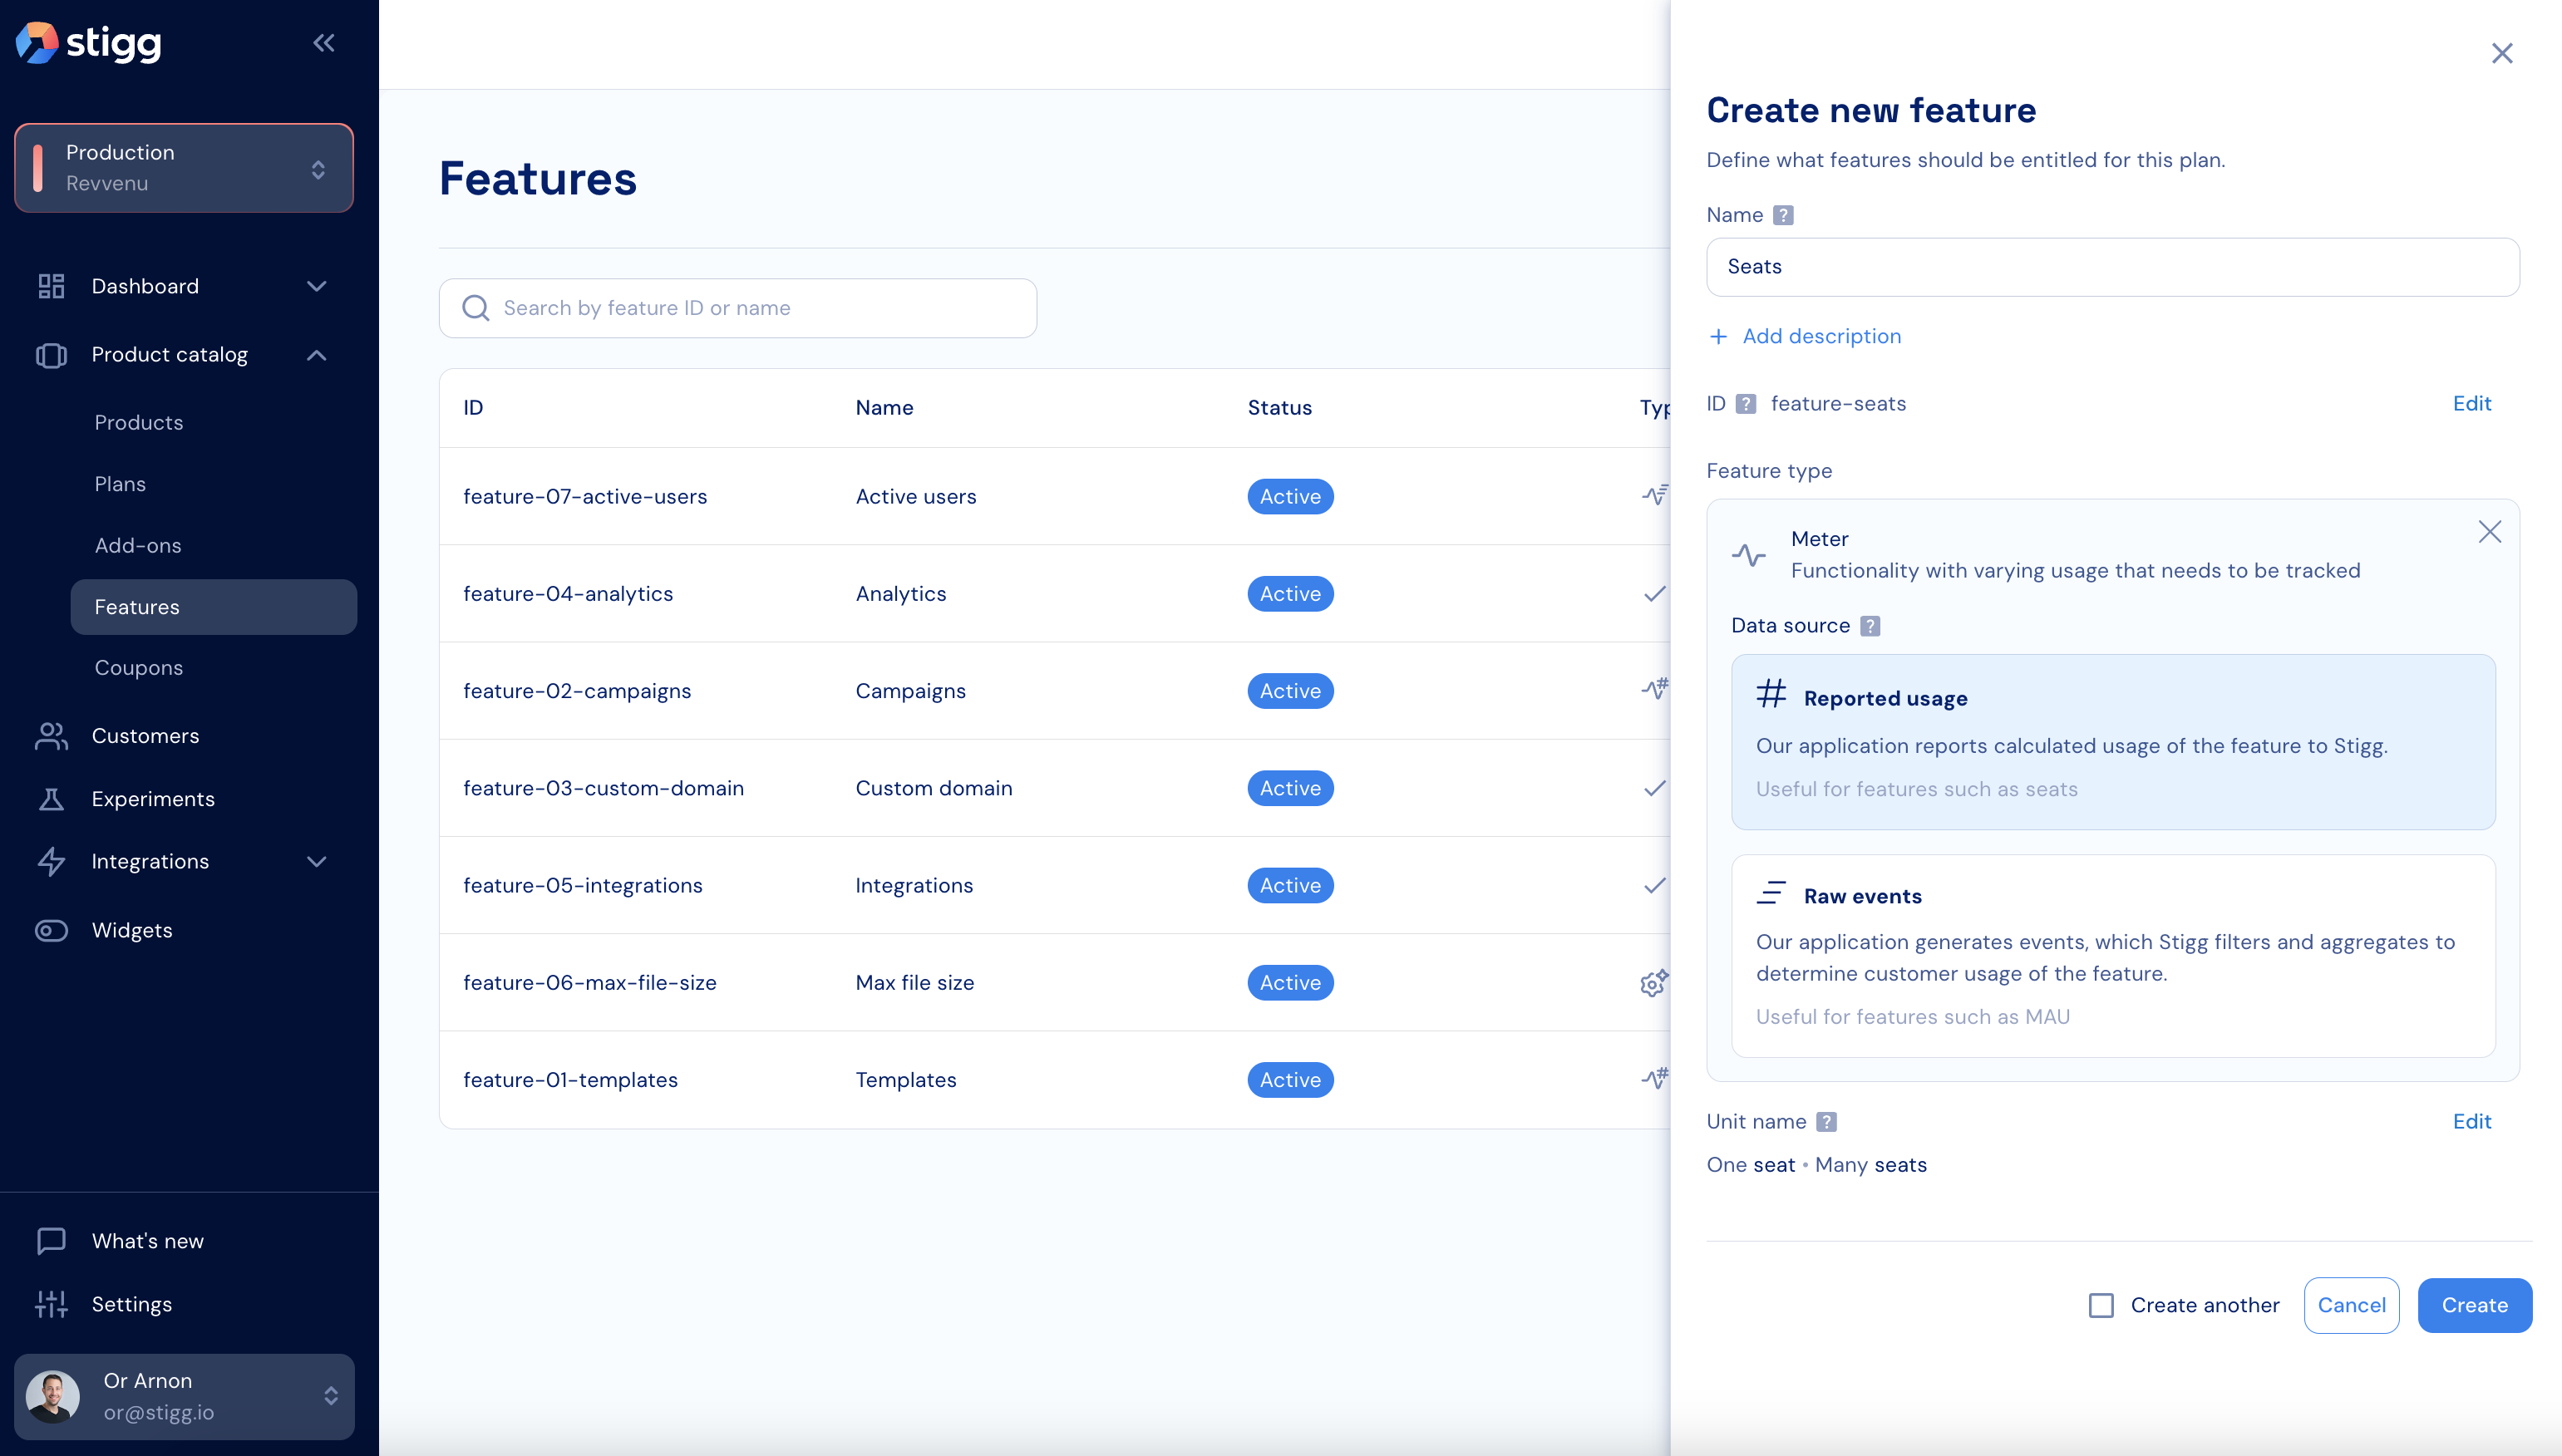 stigg
Production
Revvenu
Dashboard
Product catalog
Products
Plans
Add-ons
Features
Coupons
Customers
Experiments
Integrations
Widgets
What's new
Settings
Or Arnon
or@stigg.io
Features
Search by feature ID or name
ID Name Status Typ
feature-07-active-users Active users Active
feature-04-analytics Analytics Active
feature-02-campaigns Campaigns Active
feature-03-custom-domain Custom domain Active
feature-05-integrations Integrations Active
feature-06-max-file-size Max file size Active
feature-01-templates Templates Active
Create new feature
Define what features should be entitled for this plan.
Name ?
Seats
+ Add description
ID ? feature-seats Edit
Feature type
Meter
Functionality with varying usage that needs to be tracked
Data source ?
# Reported usage
Our application reports calculated usage of the feature to Stigg.
Useful for features such as seats
Raw events
Our application generates events, which Stigg filters and aggregates to
determine customer usage of the feature.
Useful for features such as MAU
Unit name ? Edit
One seat • Many seats
Create another Cancel Create